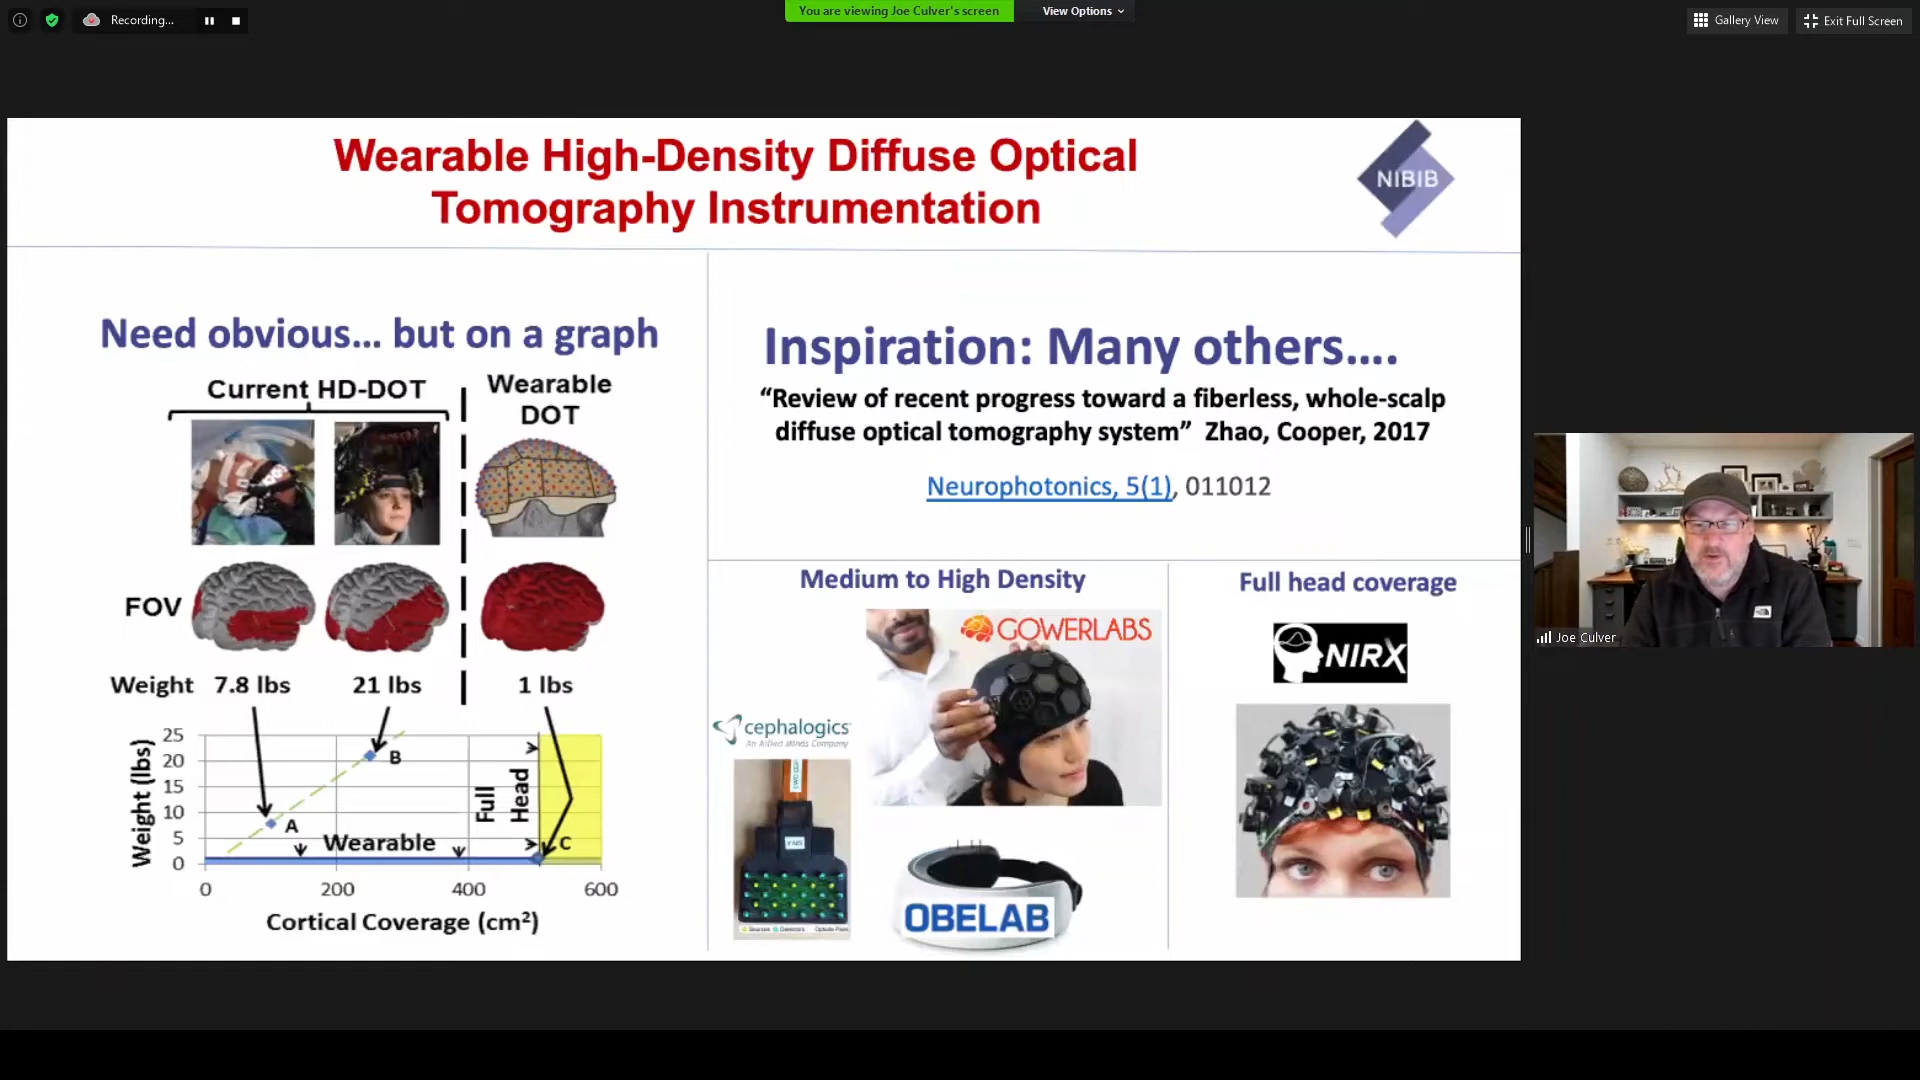 Recording...
You are viewing Joe Culver's screen
View Options
Gallery View
Exit Full Screen
Wearable High-Density Diffuse Optical
Tomography Instrumentation
NIBIB
Need obvious... but on a graph
Current HD-DOT
Wearable
DOT
FOV
Weight 7.8 lbs 21 lbs 1 lbs
Weight (lbs)
25
20
15
10
5
0
B
A
C
Full
Head
Wearable
0 200 400 600
Cortical Coverage (cm²)
Inspiration: Many others....
“Review of recent progress toward a fiberless, whole-scalp
diffuse optical tomography system” Zhao, Cooper, 2017
Neurophotonics, 5(1), 011012
Medium to High Density
GOWERLABS
cephalogics
An Allied Minds Company
Sources Detectors
OBELAB
Full head coverage
NIRX
Joe Culver